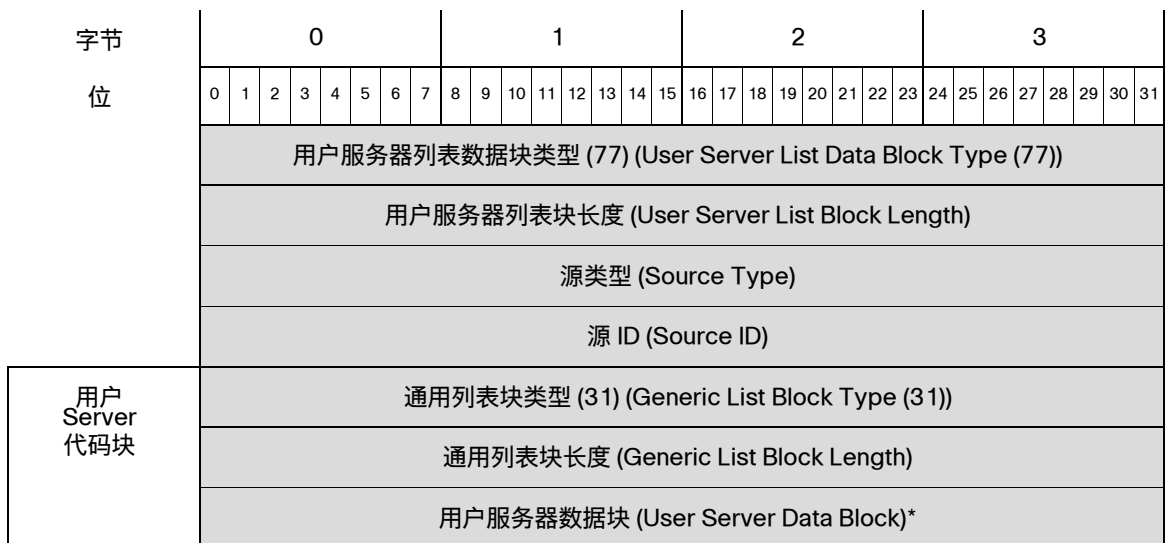 字节 0 1 2 3
位 0 1 2 3 4 5 6 7 8 9 10 11 12 13 14 15 16 17 18 19 20 21 22 23 24 25 26 27 28 29 30 31
用户服务器列表数据块类型 (77) (User Server List Data Block Type (77))
用户服务器列表块长度 (User Server List Block Length)
源类型 (Source Type)
源 ID (Source ID)
用户
Server
代码块
通用列表块类型 (31) (Generic List Block Type (31))
通用列表块长度 (Generic List Block Length)
用户服务器数据块 (User Server Data Block)*